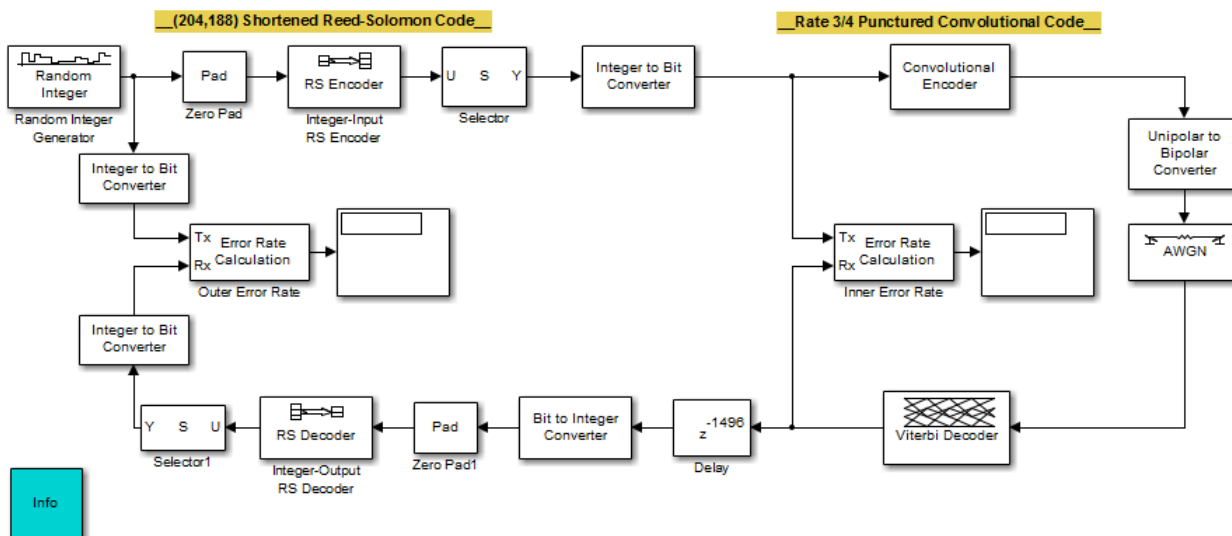 __(204,188) Shortened Reed-Solomon Code__
__Rate 3/4 Punctured Convolutional Code__
Random
Integer
Random Integer
Generator
Pad
Zero Pad
RS Encoder
Integer-Input
RS Encoder
U S Y
Selector
Integer to Bit
Converter
Convolutional
Encoder
Unipolar to
Bipolar
Converter
AWGN
Integer to Bit
Converter
Tx
Rx
Error Rate
Calculation
Outer Error Rate
Tx
Rx
Error Rate
Calculation
Inner Error Rate
Integer to Bit
Converter
Y S U
Selector1
RS Decoder
Integer-Output
RS Decoder
Pad
Zero Pad1
Bit to Integer
Converter
z -1496
Delay
Viterbi Decoder
Info